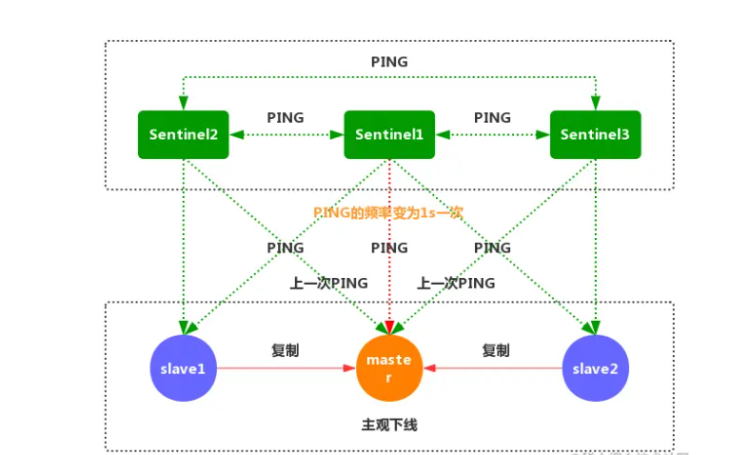 PING
PING
PING
Sentinel2
Sentinel1
Sentinel3
PING的频率变为1s一次
PING
PING
PING
上一次PING
上一次PING
复制
复制
slave1
maste
r
slave2
主观下线